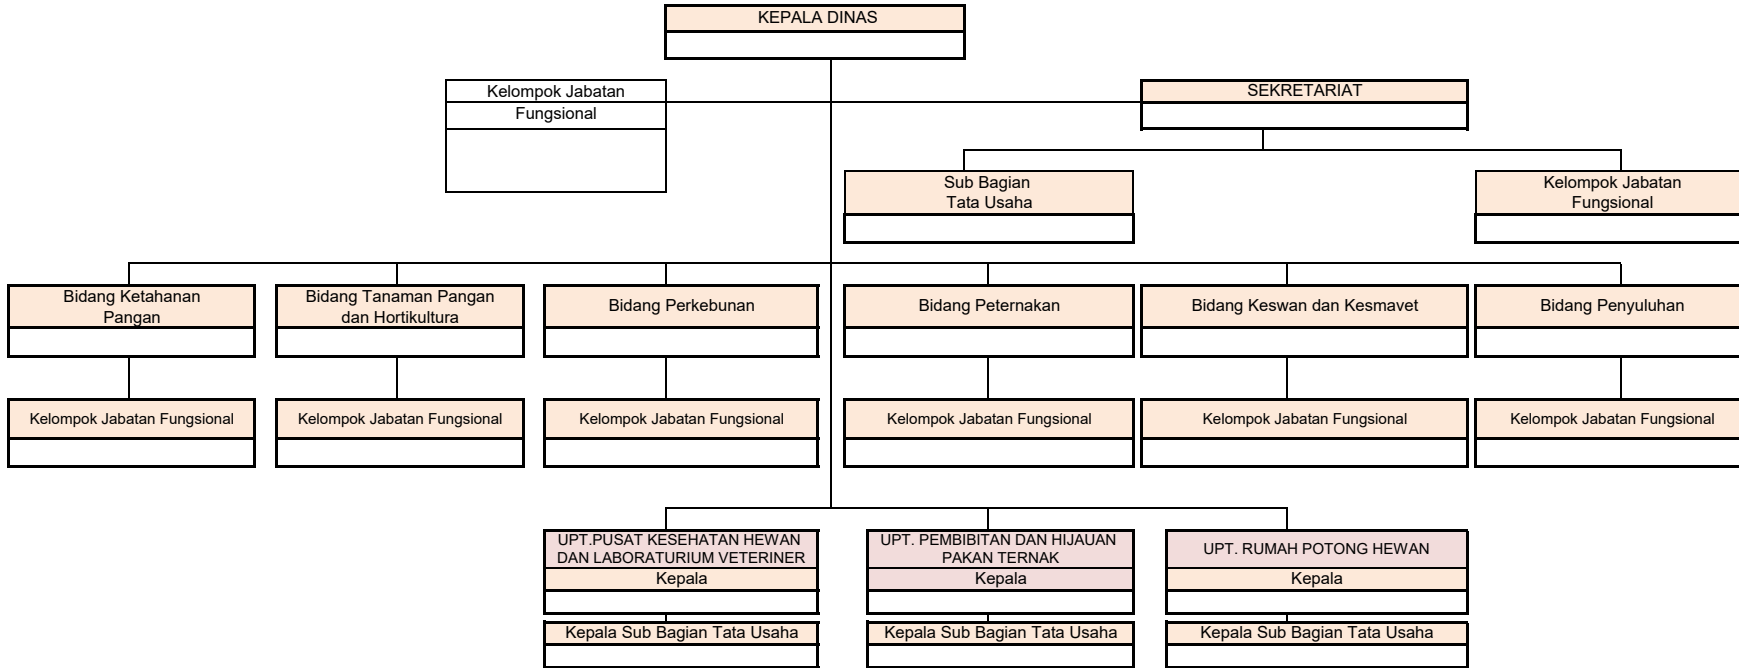 KEPALA DINAS
Kelompok Jabatan
Fungsional
SEKRETARIAT
Sub Bagian
Tata Usaha
Kelompok Jabatan
Fungsional
Bidang Ketahanan
Pangan
Bidang Tanaman Pangan
dan Hortikultura
Bidang Perkebunan
Bidang Peternakan
Bidang Keswan dan Kesmavet
Bidang Penyuluhan
Kelompok Jabatan Fungsional
Kelompok Jabatan Fungsional
Kelompok Jabatan Fungsional
Kelompok Jabatan Fungsional
Kelompok Jabatan Fungsional
Kelompok Jabatan Fungsional
UPT.PUSAT KESEHATAN HEWAN
DAN LABORATURIUM VETERINER
Kepala
Kepala Sub Bagian Tata Usaha
UPT. PEMBIBITAN DAN HIJAUAN
PAKAN TERNAK
Kepala
Kepala Sub Bagian Tata Usaha
UPT. RUMAH POTONG HEWAN
Kepala
Kepala Sub Bagian Tata Usaha